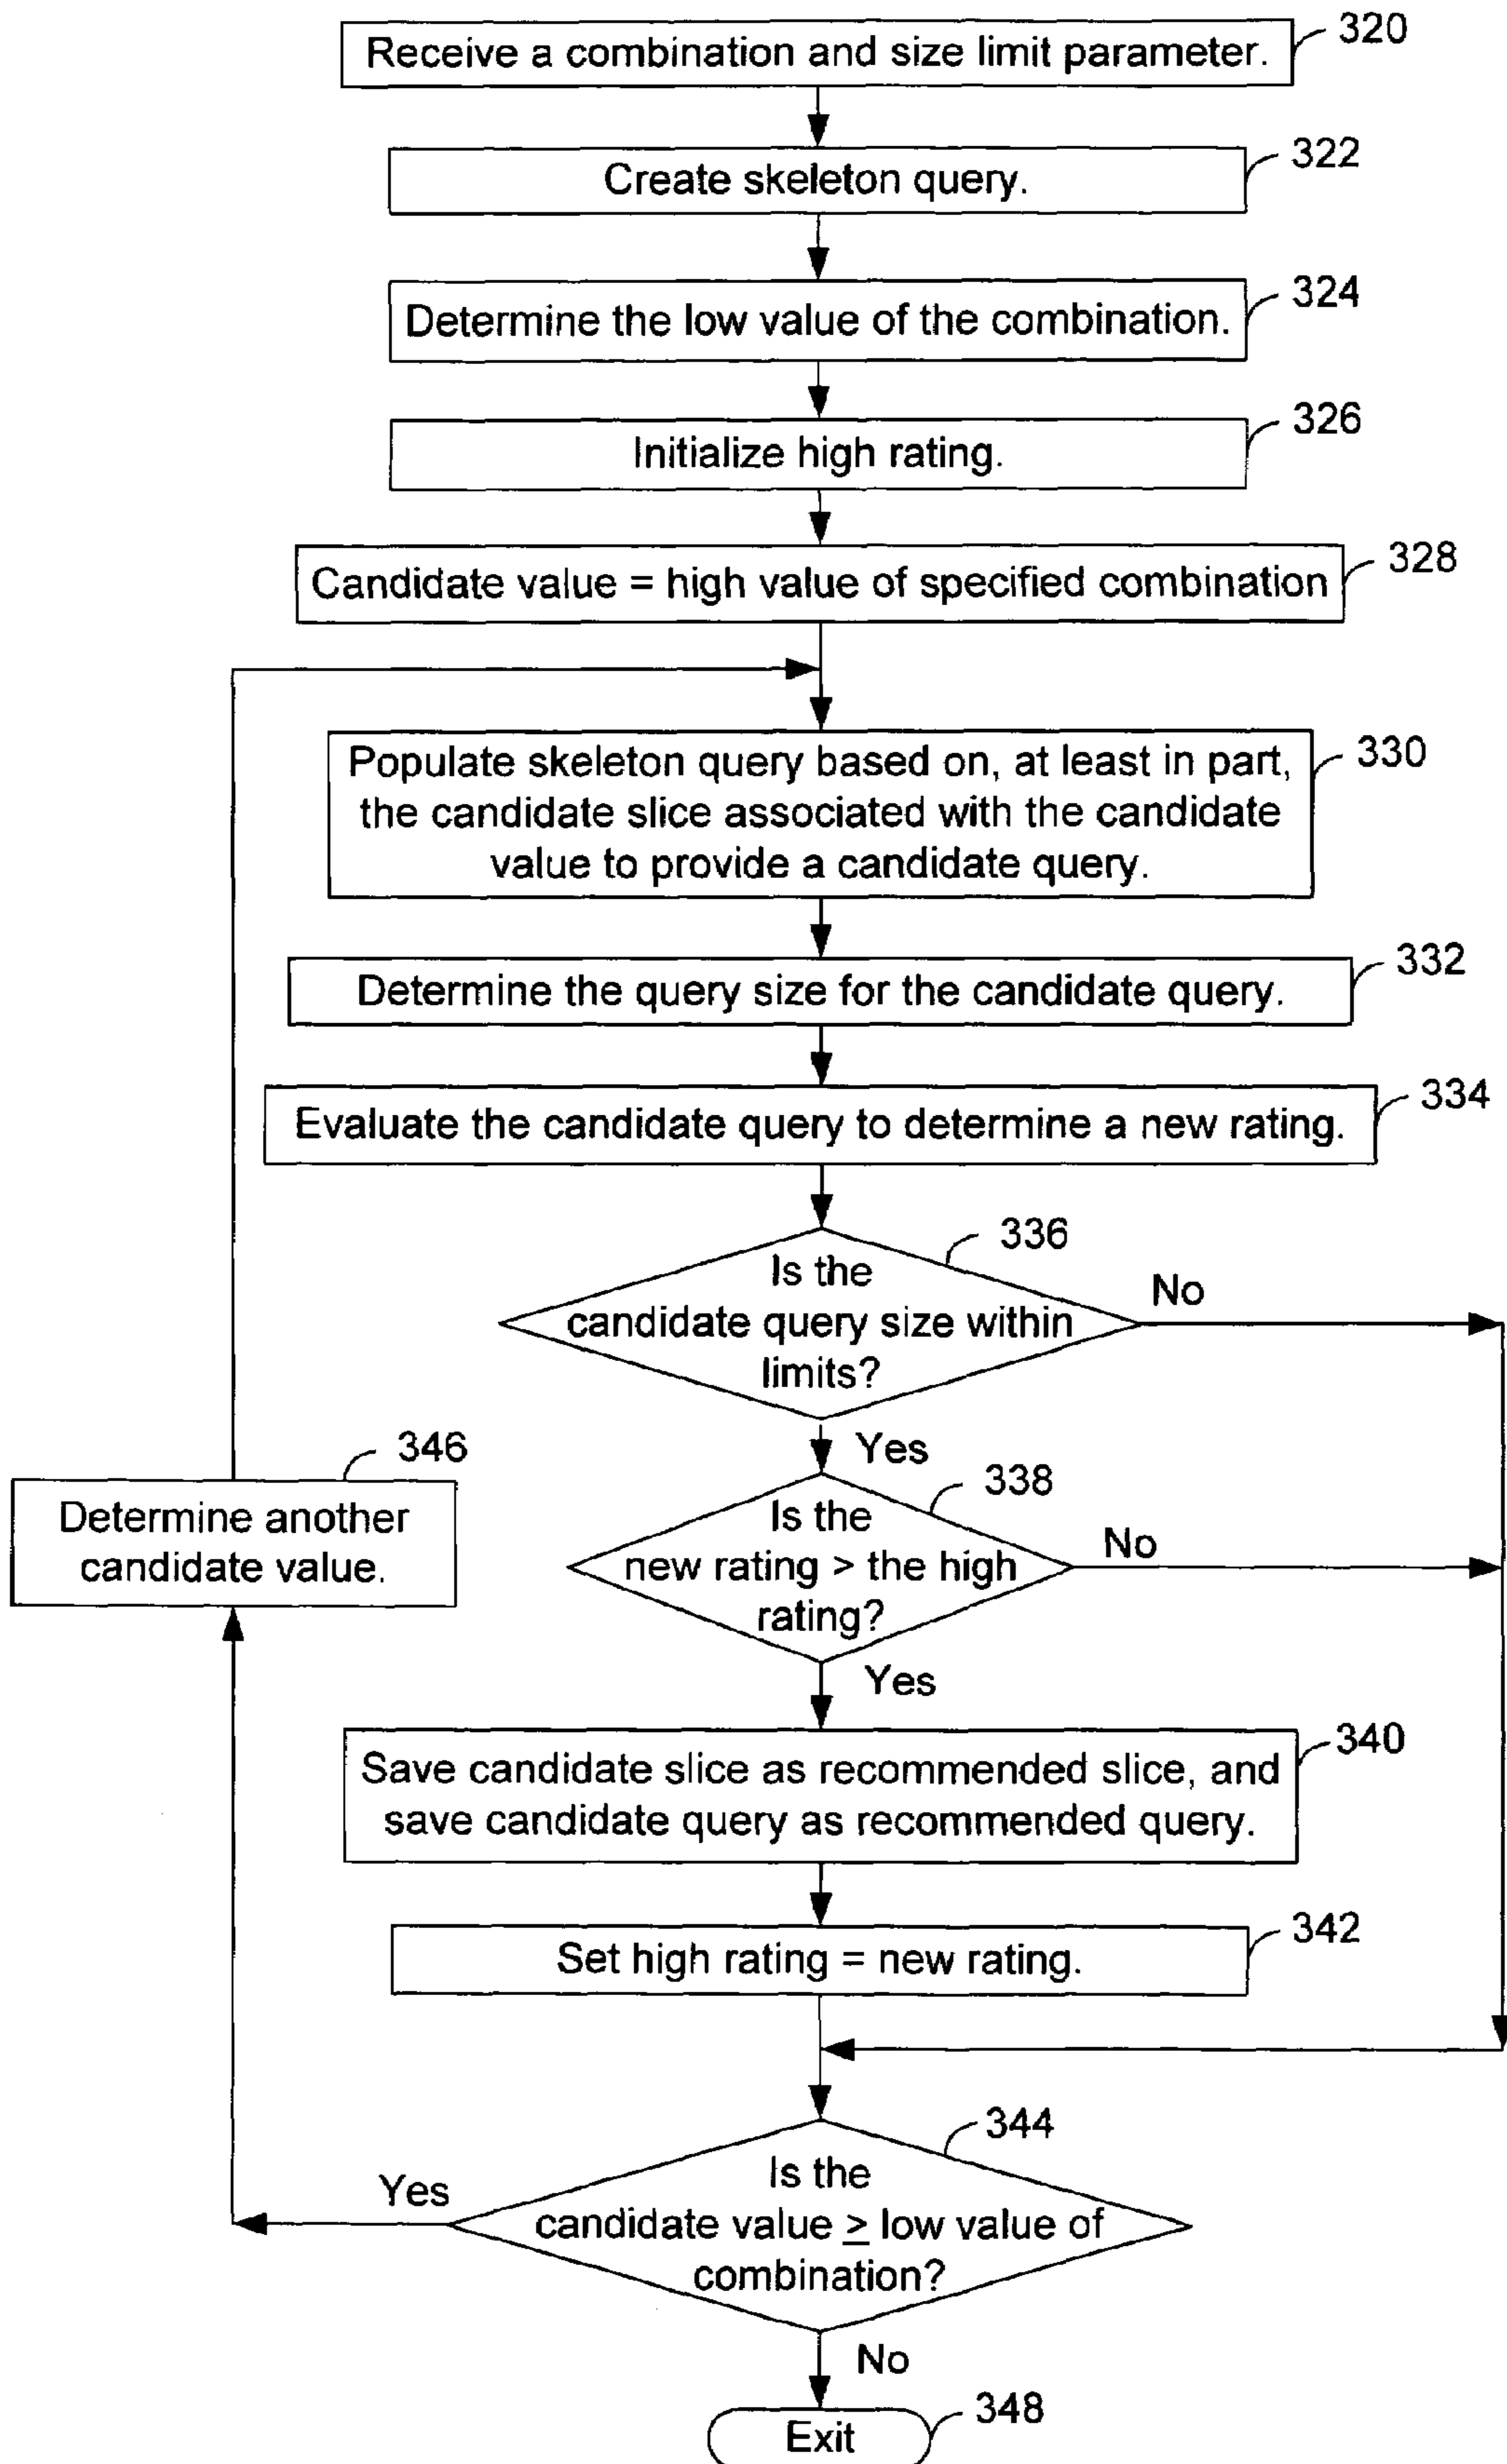 Receive a combination and size limit parameter.
320
Create skeleton query.
322
Determine the low value of the combination.
324
Initialize high rating.
326
Candidate value = high value of specified combination
328
Populate skeleton query based on, at least in part,
the candidate slice associated with the candidate
value to provide a candidate query.
330
Determine the query size for the candidate query.
332
Evaluate the candidate query to determine a new rating.
334
Is the
candidate query size within
limits?
336
No
Yes
346
Determine another
candidate value.
Is the
new rating > the high
rating?
338
No
Yes
Save candidate slice as recommended slice, and
save candidate query as recommended query.
340
Set high rating = new rating.
342
Is the
candidate value ≥ low value of
combination?
344
Yes
No
Exit
348